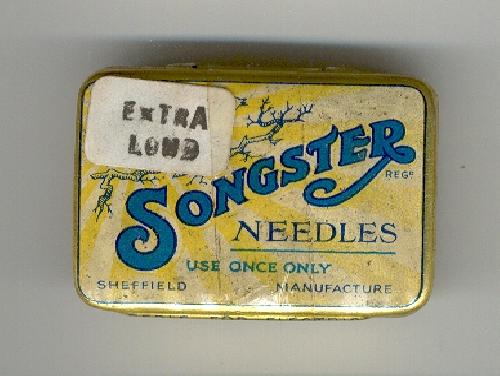 EXTRA
LOUD
SONGSTER
REGD
NEEDLES
USE ONCE ONLY
SHEFFIELD MANUFACTURE